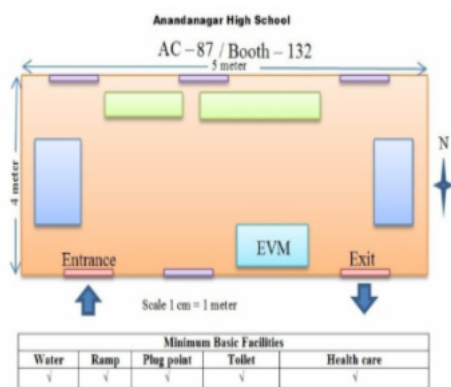 Anandanagar High School
AC – 87 / Booth – 132
5 meter
4 meter
N
EVM
Entrance
Exit
Scale 1 cm = 1 meter
Minimum Basic Facilities
Water Ramp Plug point Toilet Health care
√ √ √ √ √